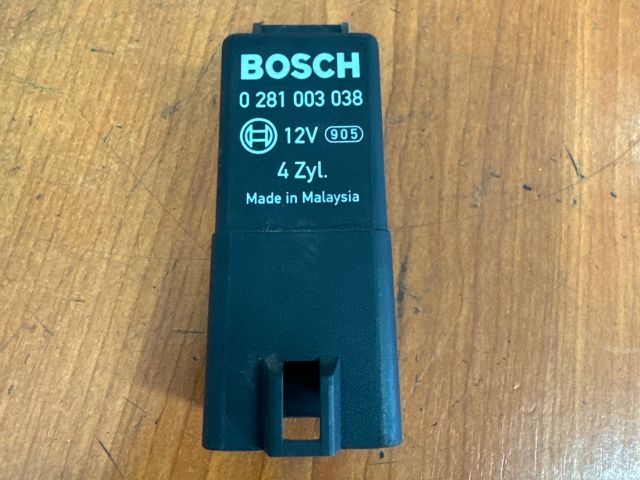 BOSCH
0 281 003 038
12V 905
4 Zyl.
Made in Malaysia